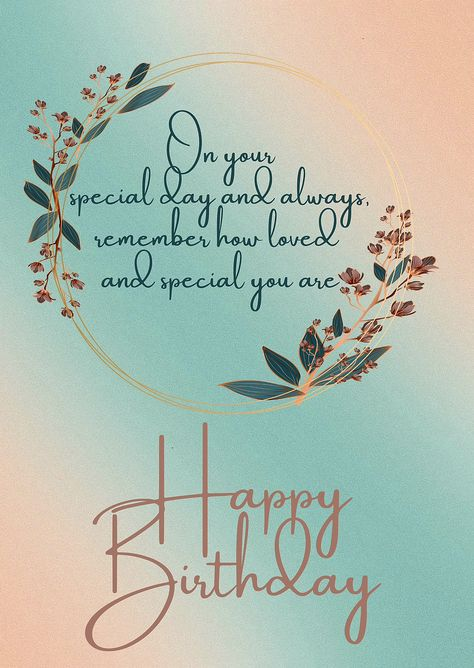 On your
special day and always,
remember how loved
and special you are
Happy
Birthday